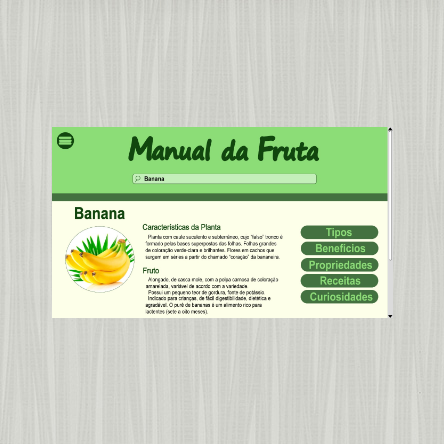 Manual da Fruta
Banana
Banana
Características da Planta
Planta com caule suculento e subterrâneo, cujo "falso" tronco é
formado pelas bases superpostas das folhas. Folhas grandes
de coloração verde-clara e brilhantes. Flores em cachos que
surgem em séries a partir do chamado "coração" da bananeira.
Fruto
Alongado, de casca mole, com a polpa carnosa de coloração
amarelada, variável de acordo com a variedade.
Possui um pequeno teor de gordura, fonte de potássio
Indicado para crianças, de fácil digestibilidade, dietética e
agradável. O purê de bananas é um alimento rico para
lactentes (sete a oito meses).
Tipos
Benefícios
Propriedades
Receitas
Curiosidades